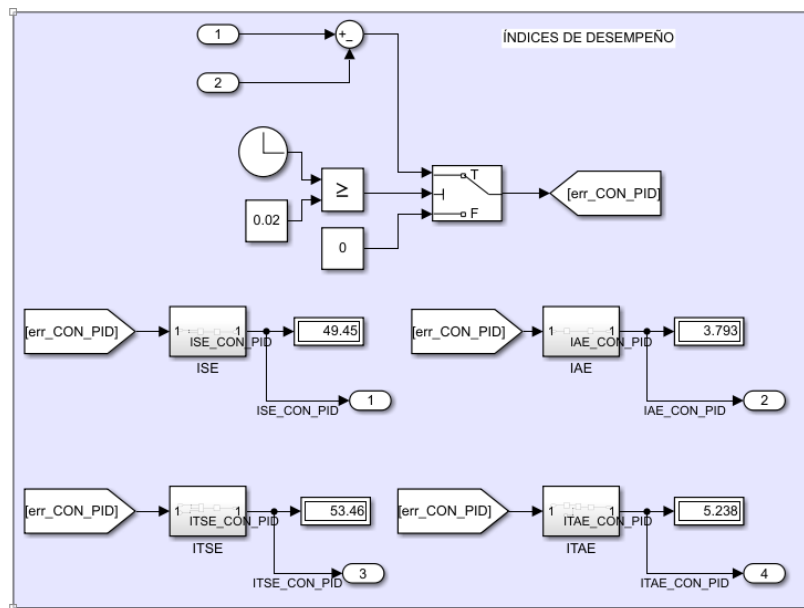 1
+
−
ÍNDICES DE DESEMPEÑO
2
T
≥
[err_CON_PID]
0.02
F
0
[err_CON_PID]
1
1
ISE_CON_PID
49.45
ISE
ISE_CON_PID
1
[err_CON_PID]
1
1
IAE_CON_PID
3.793
IAE
IAE_CON_PID
2
[err_CON_PID]
1
1
ITSE_CON_PID
53.46
ITSE
ITSE_CON_PID
3
[err_CON_PID]
1
1
ITAE_CON_PID
5.238
ITAE
ITAE_CON_PID
4